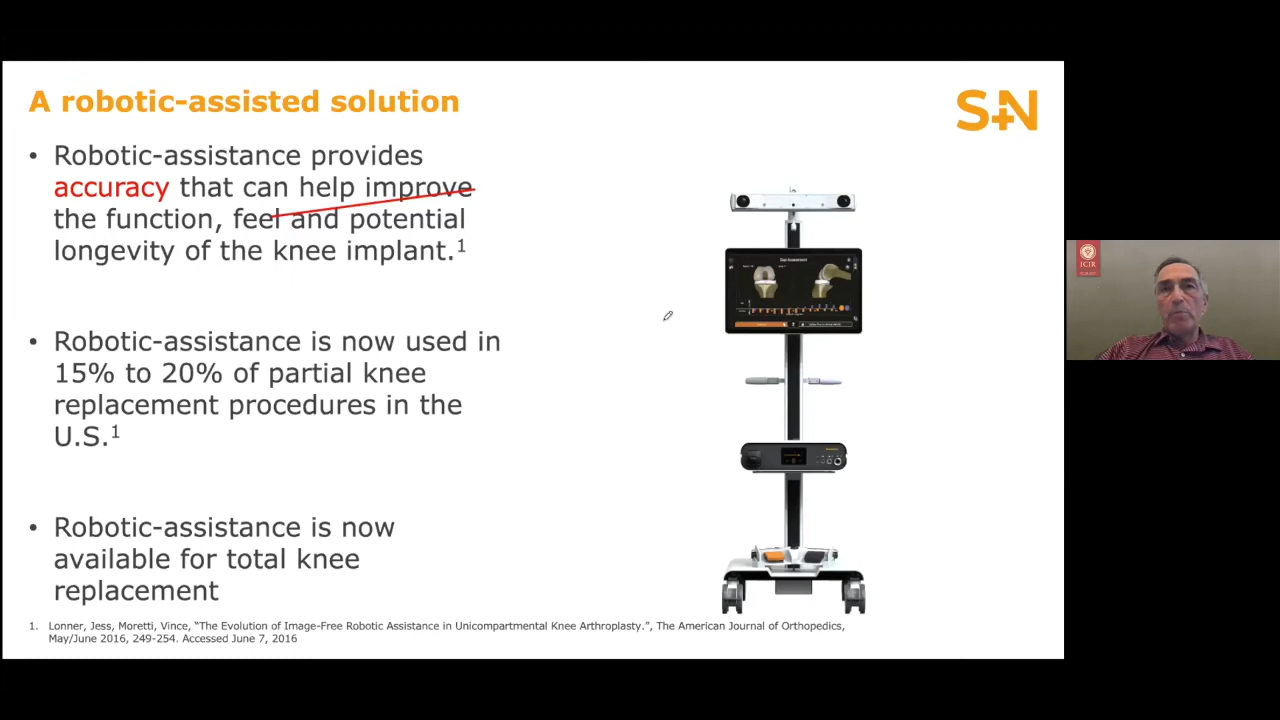 A robotic-assisted solution
S+N
• Robotic-assistance provides
accuracy that can help improve
the function, feel and potential
longevity of the knee implant.1
• Robotic-assistance is now used in
15% to 20% of partial knee
replacement procedures in the
U.S.1
• Robotic-assistance is now
available for total knee
replacement
1. Lonner, Jess, Moretti, Vince, “The Evolution of Image-Free Robotic Assistance in Unicompartmental Knee Arthroplasty.”, The American Journal of Orthopedics,
May/June 2016, 249-254. Accessed June 7, 2016
ICJR